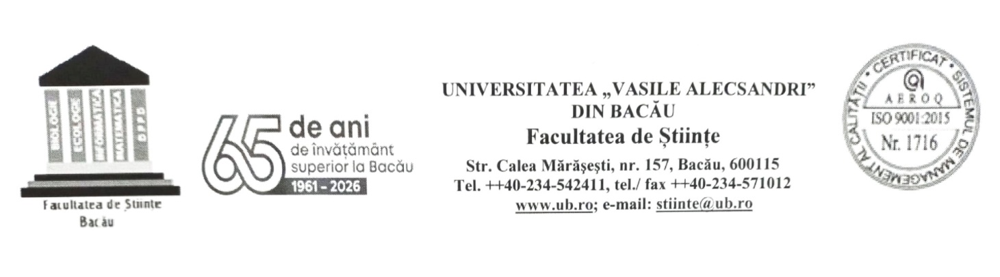 BIOLOGIE
ECOLOGIE
INFORMATICA
MATEMATICA
D P P D
Facultatea de Științe
Bacău
65 de ani
de învățământ
superior la Bacău
1961 - 2026
UNIVERSITATEA „VASILE ALECSANDRI”
DIN BACĂU
Facultatea de Științe
Str. Calea Mărășești, nr. 157, Bacău, 600115
Tel. ++40-234-542411, tel./ fax ++40-234-571012
www.ub.ro; e-mail: stiinte@ub.ro
CERTIFICAT • SISTEMUL DE MANAGEMENT AL CALITĂȚII •
AEROQ
ISO 9001:2015
Nr. 1716